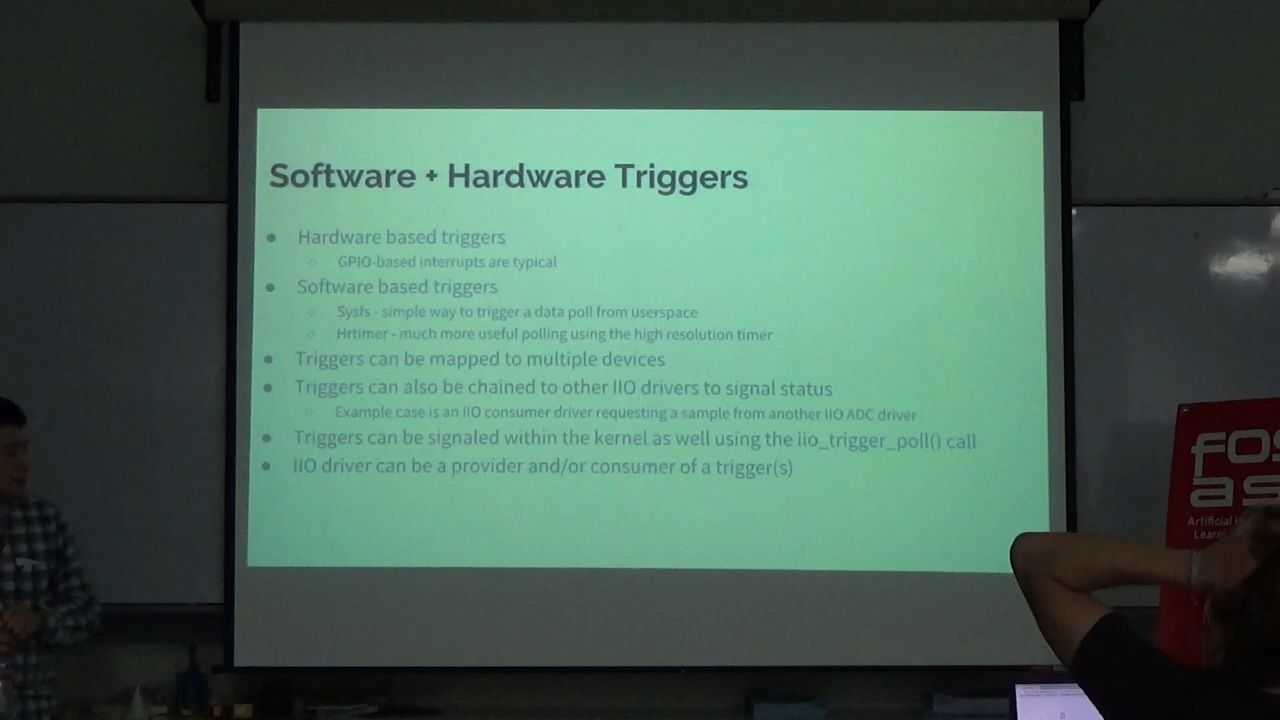 Software + Hardware Triggers
● Hardware based triggers
○ GPIO-based interrupts are typical
● Software based triggers
○ Sysfs - simple way to trigger a data poll from userspace
○ Hrtimer - much more useful polling using the high resolution timer
● Triggers can be mapped to multiple devices
● Triggers can also be chained to other IIO drivers to signal status
○ Example case is an IIO consumer driver requesting a sample from another IIO ADC driver
● Triggers can be signaled within the kernel as well using the iio_trigger_poll() call
● IIO driver can be a provider and/or consumer of a trigger(s)
FOS
as
Artificial